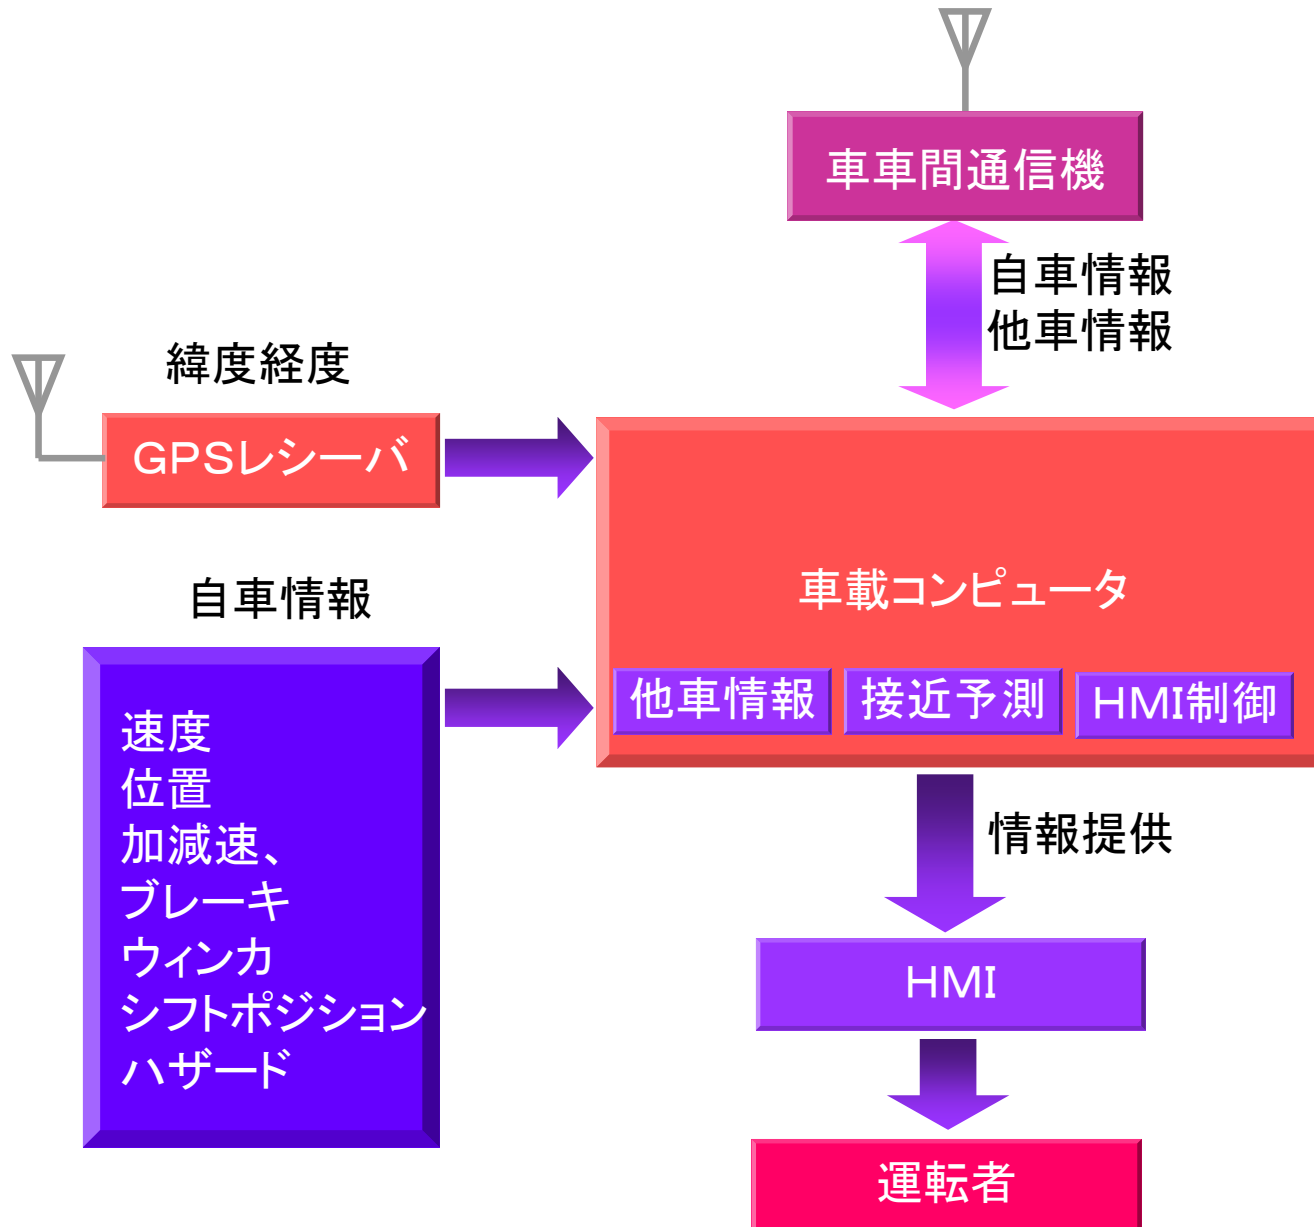 車車間通信機
自車情報
他車情報
緯度経度
GPSレシーバ
車載コンピュータ
他車情報
接近予測
HMI制御
自車情報
速度
位置
加減速、
ブレーキ
ウィンカ
シフトポジション
ハザード
情報提供
HMI
運転者